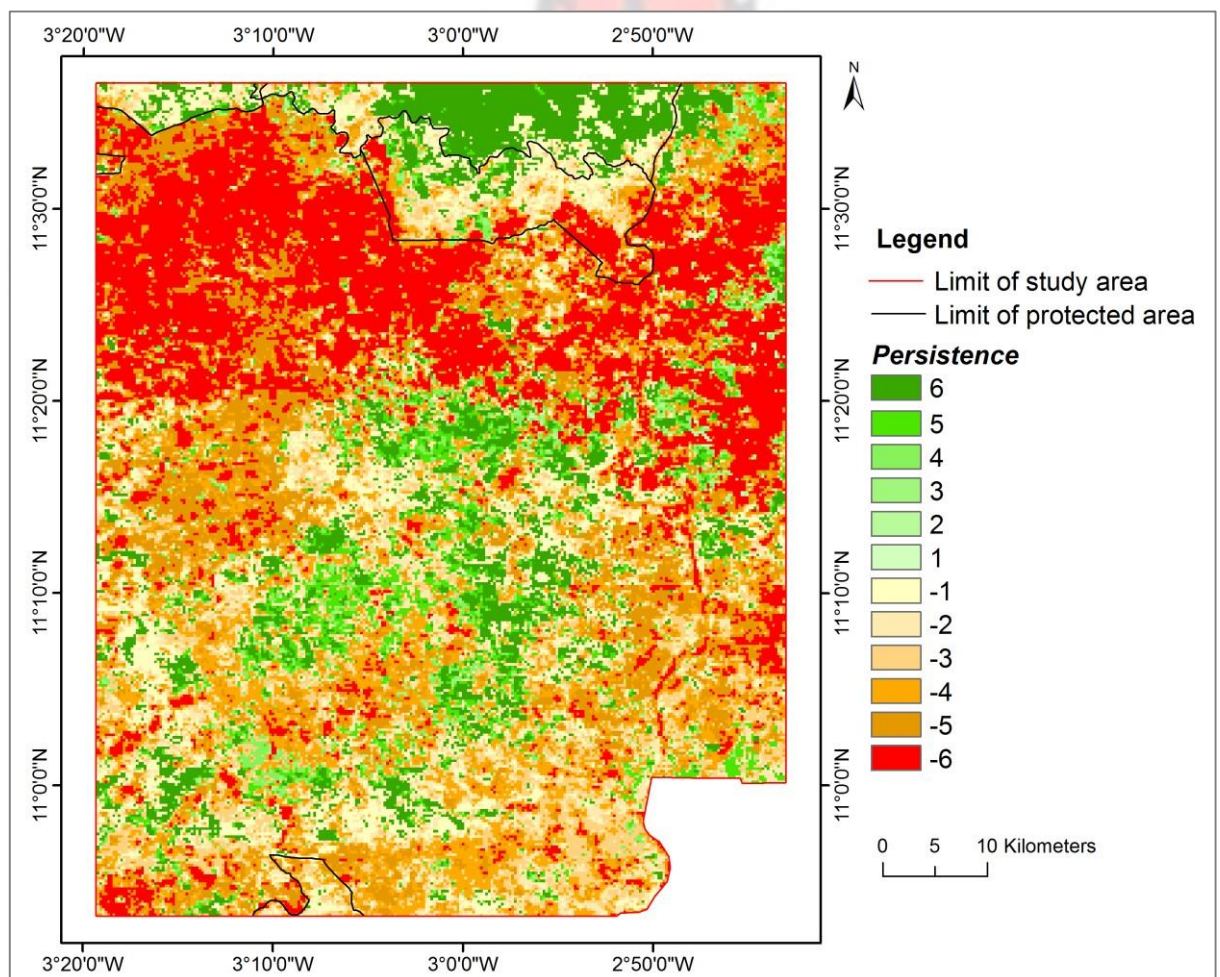 3°20'0"W 3°10'0"W 3°0'0"W 2°50'0"W
N
11°30'0"N 11°30'0"N
Legend
Limit of study area
Limit of protected area
Persistence
6
11°20'0"N 11°20'0"N
5
4
3
2
1
-1
11°10'0"N 11°10'0"N
-2
-3
-4
-5
-6
11°0'0"N 11°0'0"N
0 5 10 Kilometers
3°20'0"W 3°10'0"W 3°0'0"W 2°50'0"W